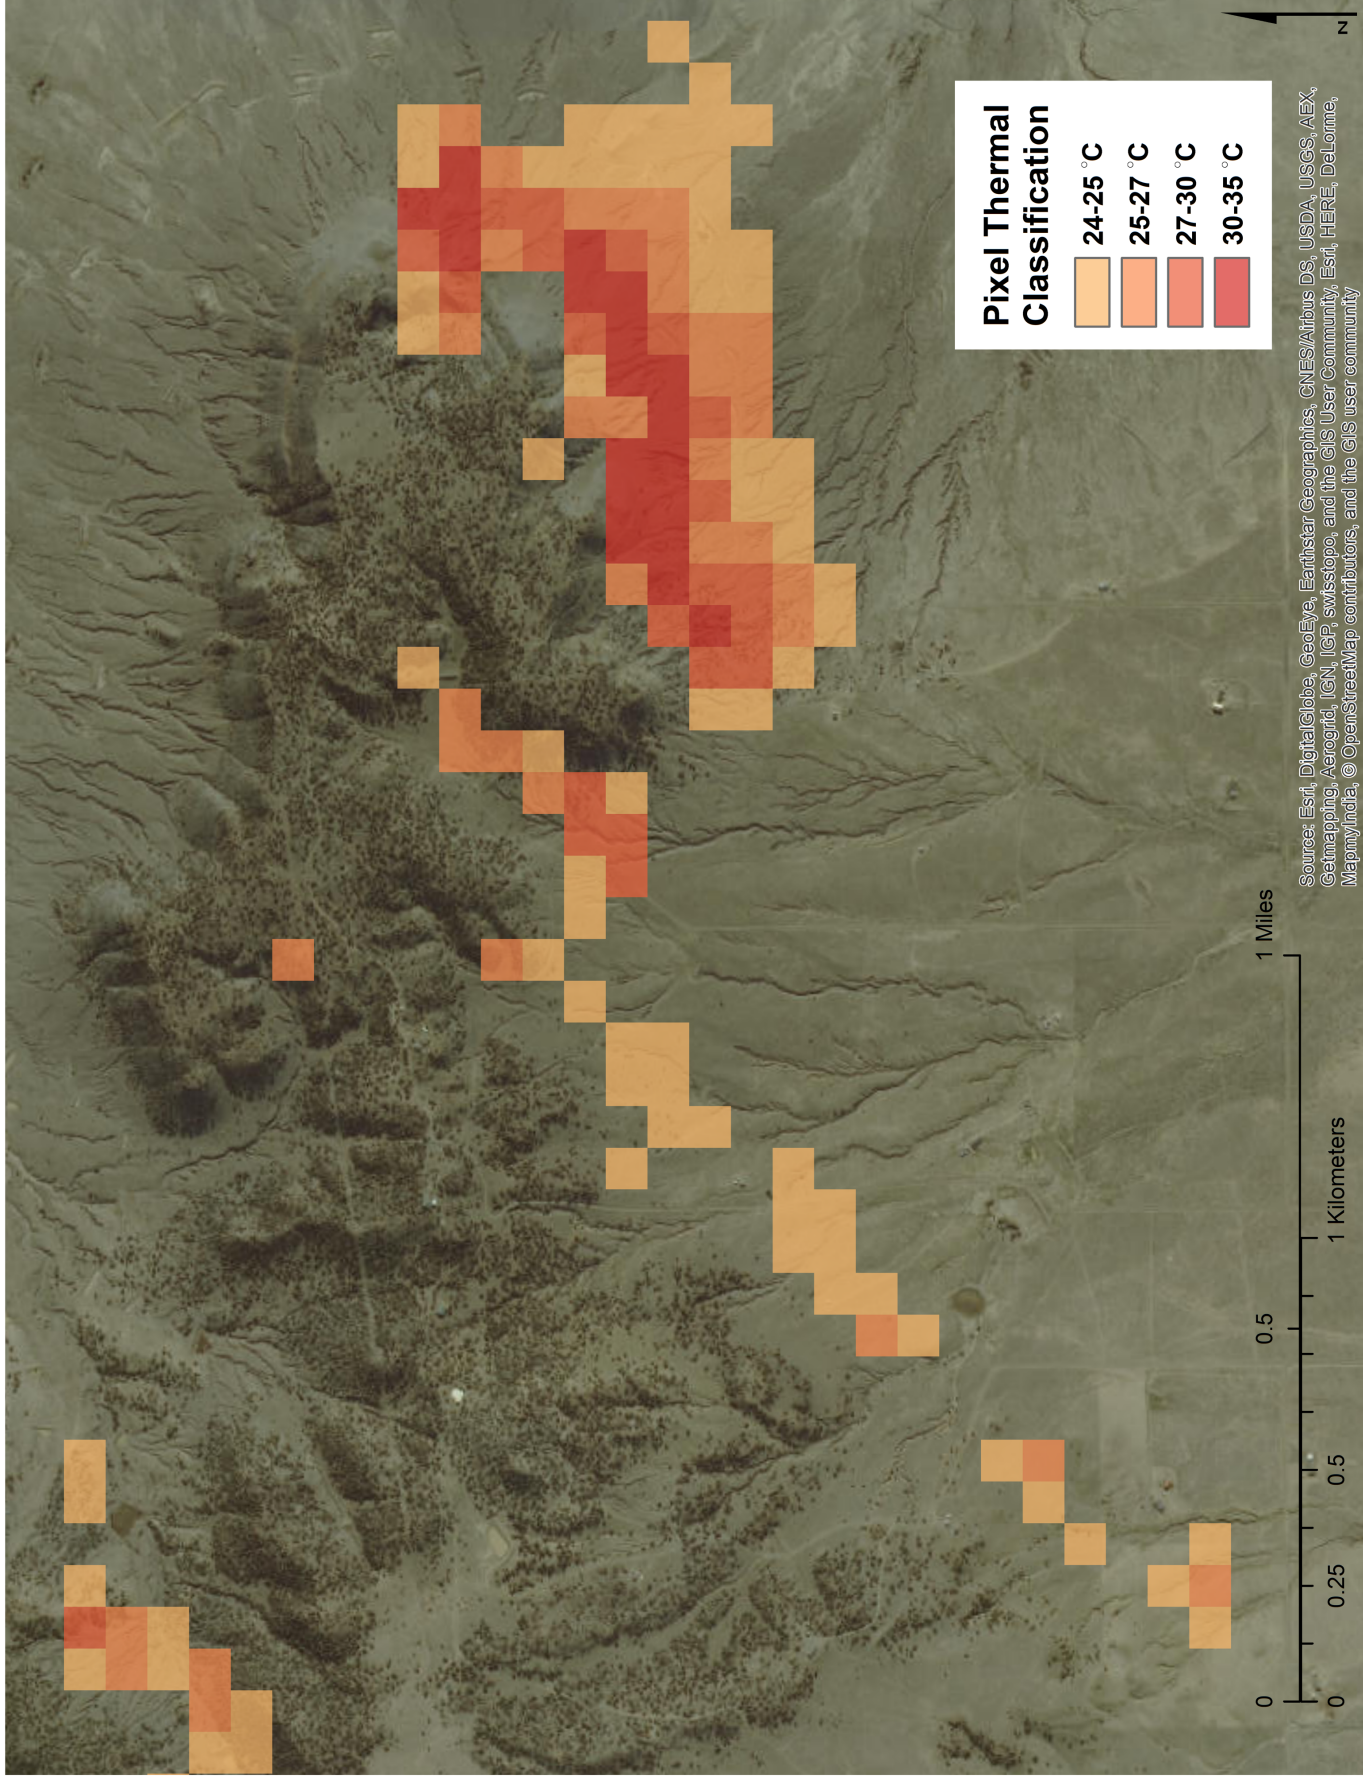 Pixel Thermal
Classification
24-25 °C
25-27 °C
27-30 °C
30-35 °C
N
0 0.5 1 Miles
0 0.25 0.5 1 Kilometers
Source: Esri, DigitalGlobe, GeoEye, Earthstar Geographics, CNES/Airbus DS, USDA, USGS, AEX,
Getmapping, Aerogrid, IGN, IGP, swisstopo, and the GIS User Community, Esri, HERE, DeLorme,
MapmyIndia, © OpenStreetMap contributors, and the GIS user community